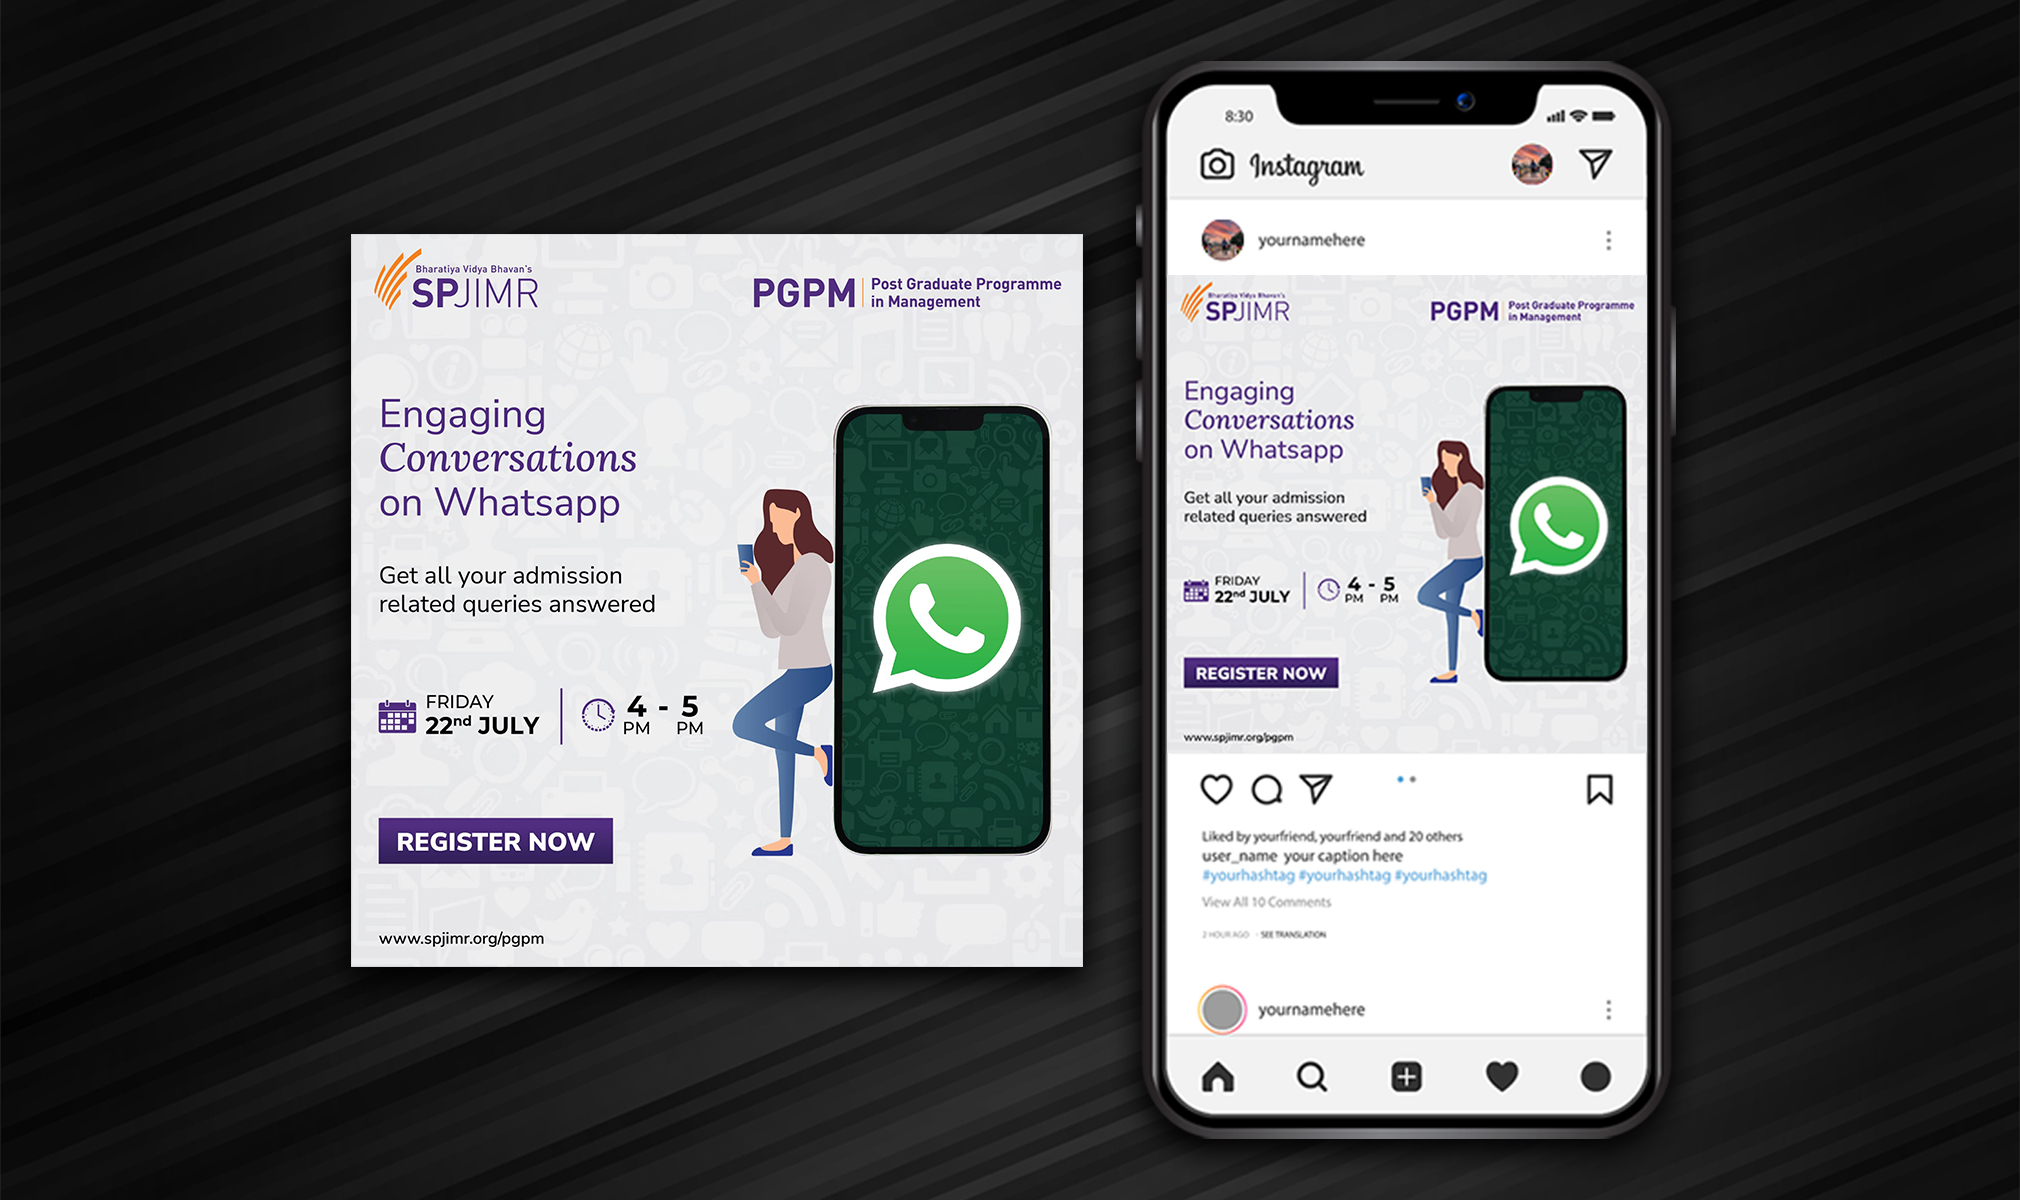 Bharatiya Vidya Bhavan's
SPJIMR
PGPM
Post Graduate Programme
in Management
Engaging
Conversations
on Whatsapp
Get all your admission
related queries answered
FRIDAY
22nd JULY
4 - 5
PM PM
REGISTER NOW
www.spjimr.org/pgpm
8:30
Instagram
yournamehere
Bharatiya Vidya Bhavan's
SPJIMR
PGPM
Post Graduate Programme
in Management
Engaging
Conversations
on Whatsapp
Get all your admission
related queries answered
FRIDAY
22nd JULY
4 - 5
PM PM
REGISTER NOW
www.spjimr.org/pgpm
Liked by yourfriend, yourfriend and 20 others
user_name your caption here
#yourhashtag #yourhashtag #yourhashtag
View All 10 Comments
2 HOUR AGO - SEE TRANSLATION
yournamehere